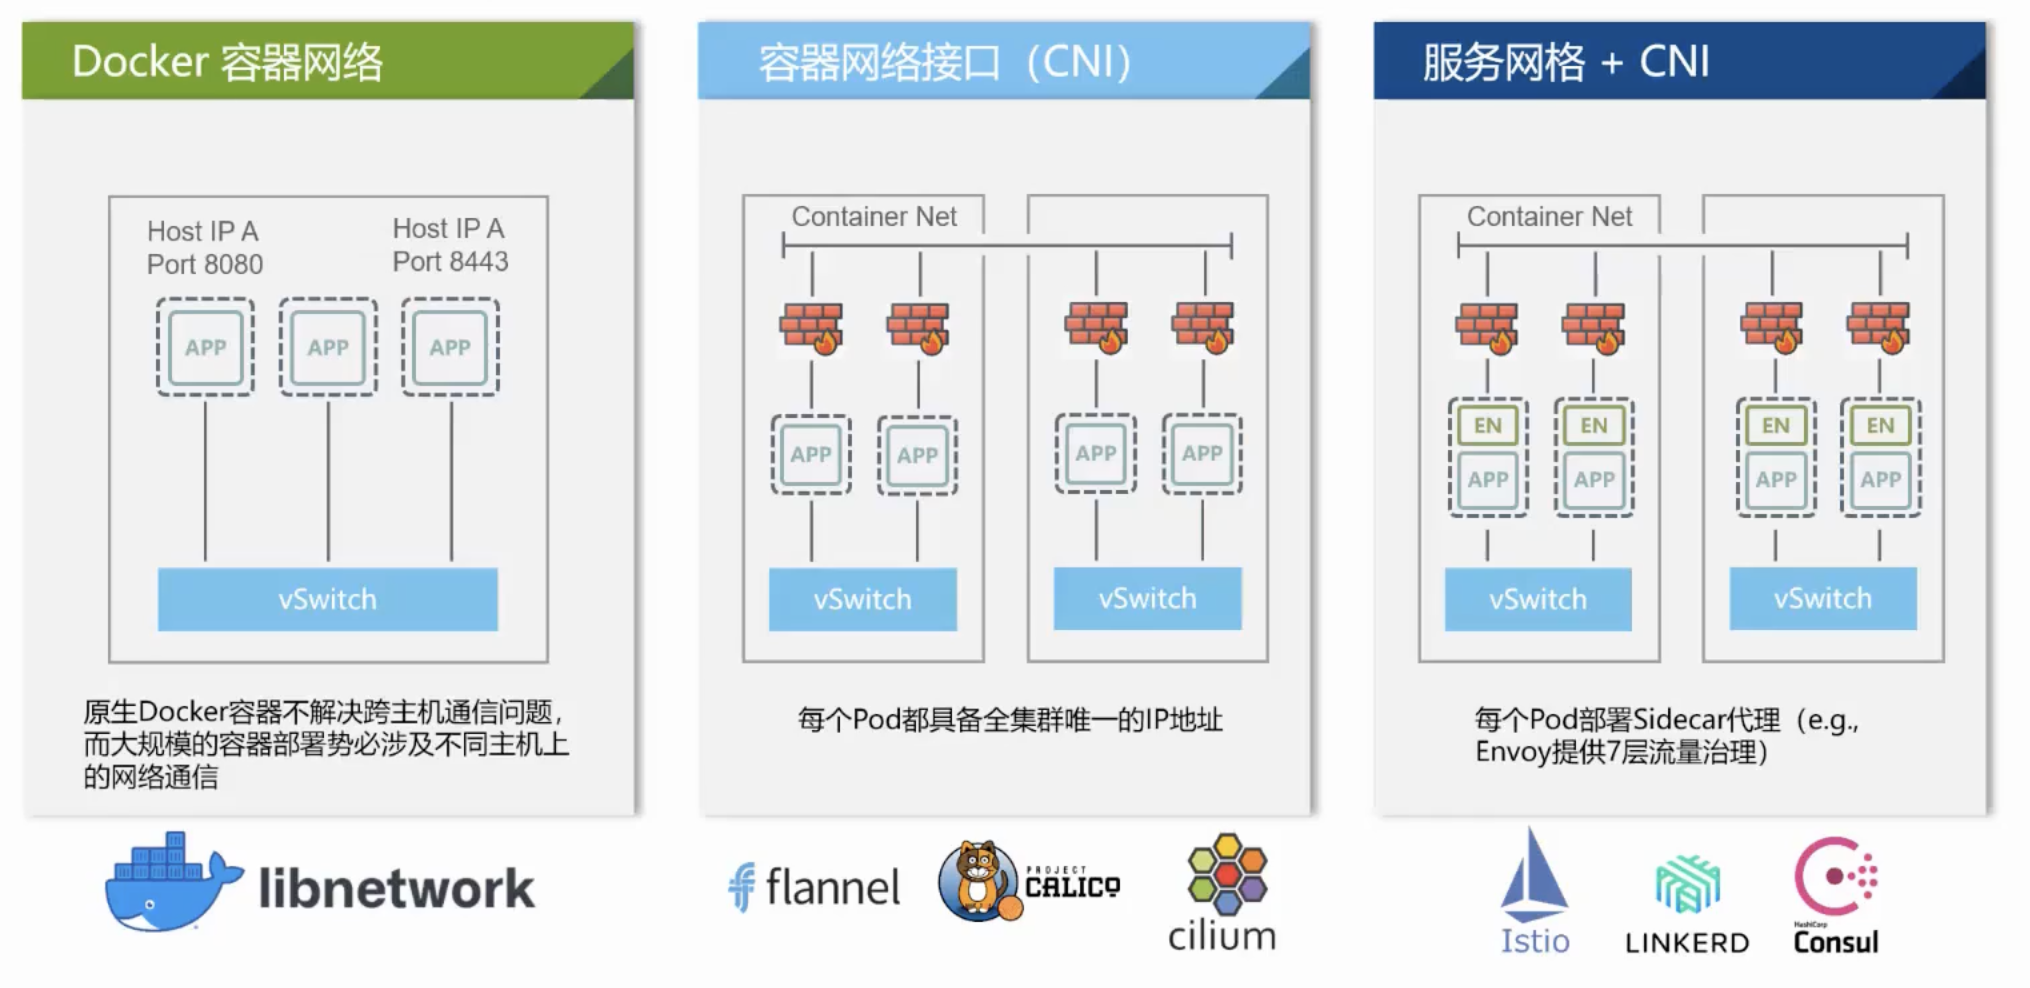 Docker 容器网络
Host IP A
Port 8080
Host IP A
Port 8443
APP
APP
APP
vSwitch
原生Docker容器不解决跨主机通信问题，
而大规模的容器部署势必涉及不同主机上
的网络通信
libnetwork
容器网络接口（CNI）
Container Net
APP
APP
APP
APP
vSwitch
vSwitch
每个Pod都具备全集群唯一的IP地址
flannel
PROJECT
CALICO
cilium
服务网格 + CNI
Container Net
EN
EN
EN
EN
APP
APP
APP
APP
vSwitch
vSwitch
每个Pod部署Sidecar代理（e.g.,
Envoy提供7层流量治理）
Istio
LINKERD
HashiCorp
Consul